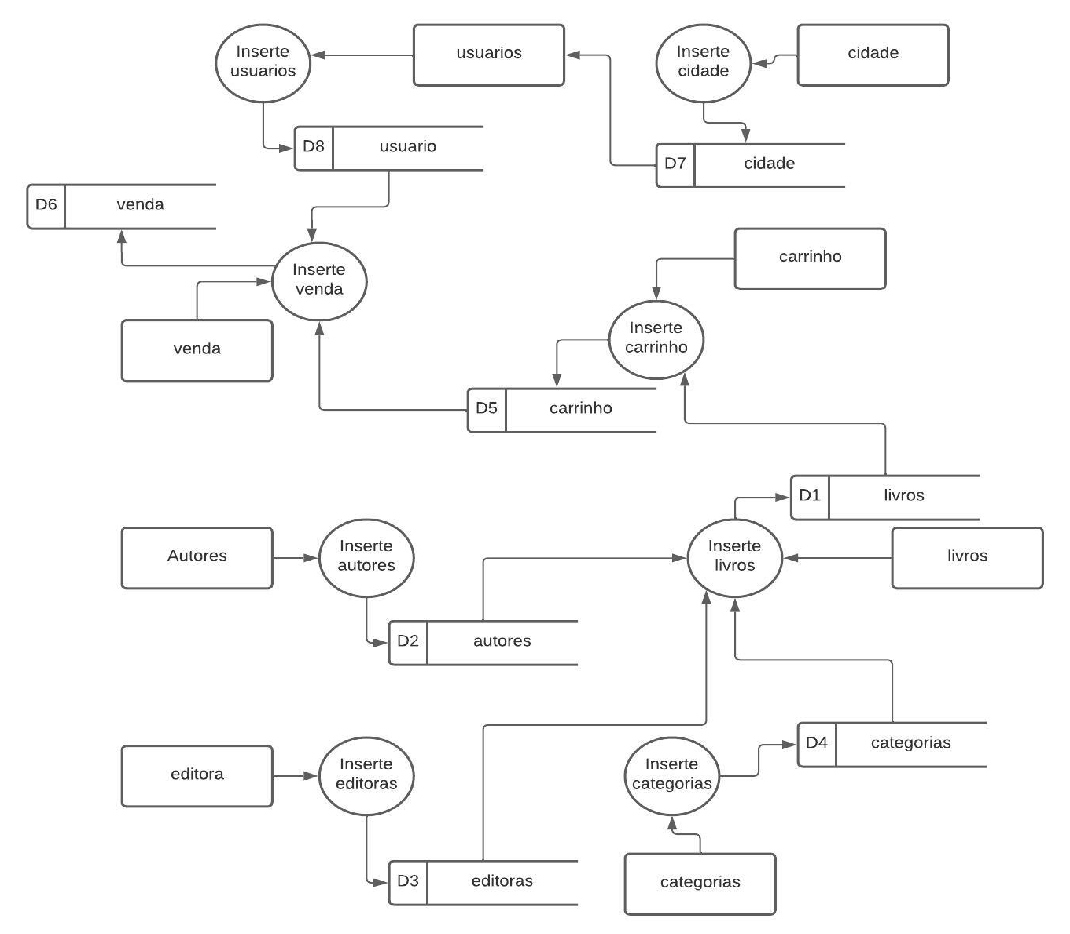 Inserte
usuarios
usuarios
Inserte
cidade
cidade
D8
usuario
D7
cidade
D6
venda
Inserte
venda
carrinho
Inserte
carrinho
venda
D5
carrinho
D1
livros
Autores
Inserte
autores
Inserte
livros
livros
D2
autores
D4
categorias
editora
Inserte
editoras
Inserte
categorias
D3
editoras
categorias